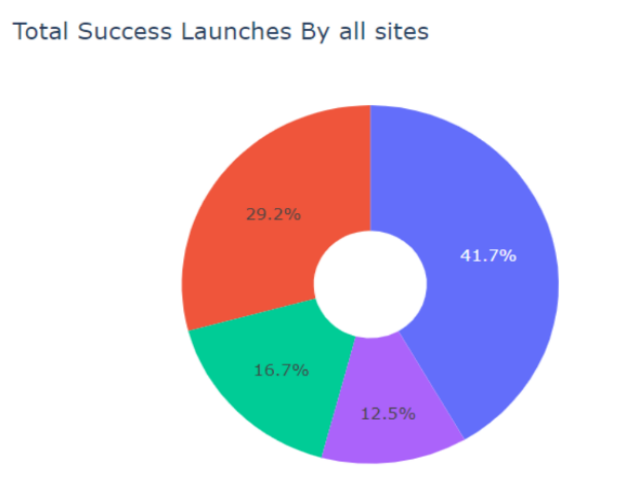 Total Success Launches By all sites
29.2%
41.7%
16.7%
12.5%